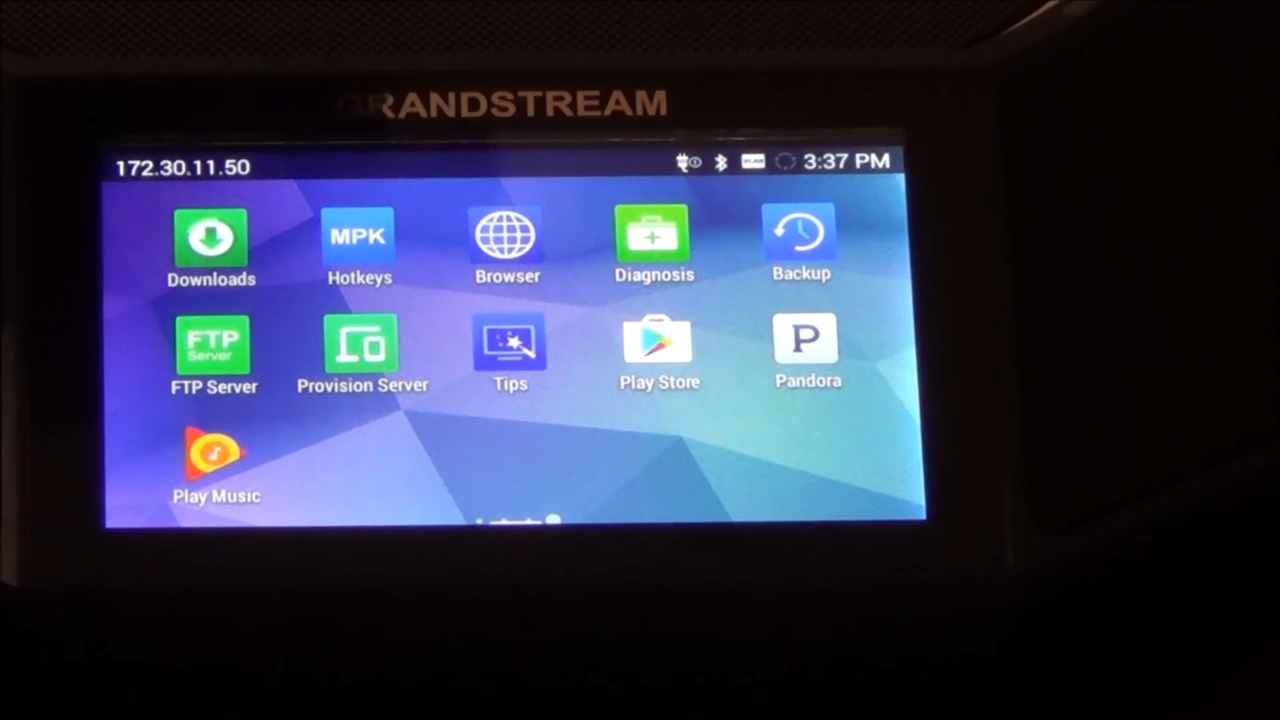 GRANDSTREAM
172.30.11.50 3:37 PM
MPK
Downloads Hotkeys Browser Diagnosis Backup
FTP
Server
P
FTP Server Provision Server Tips Play Store Pandora
Play Music